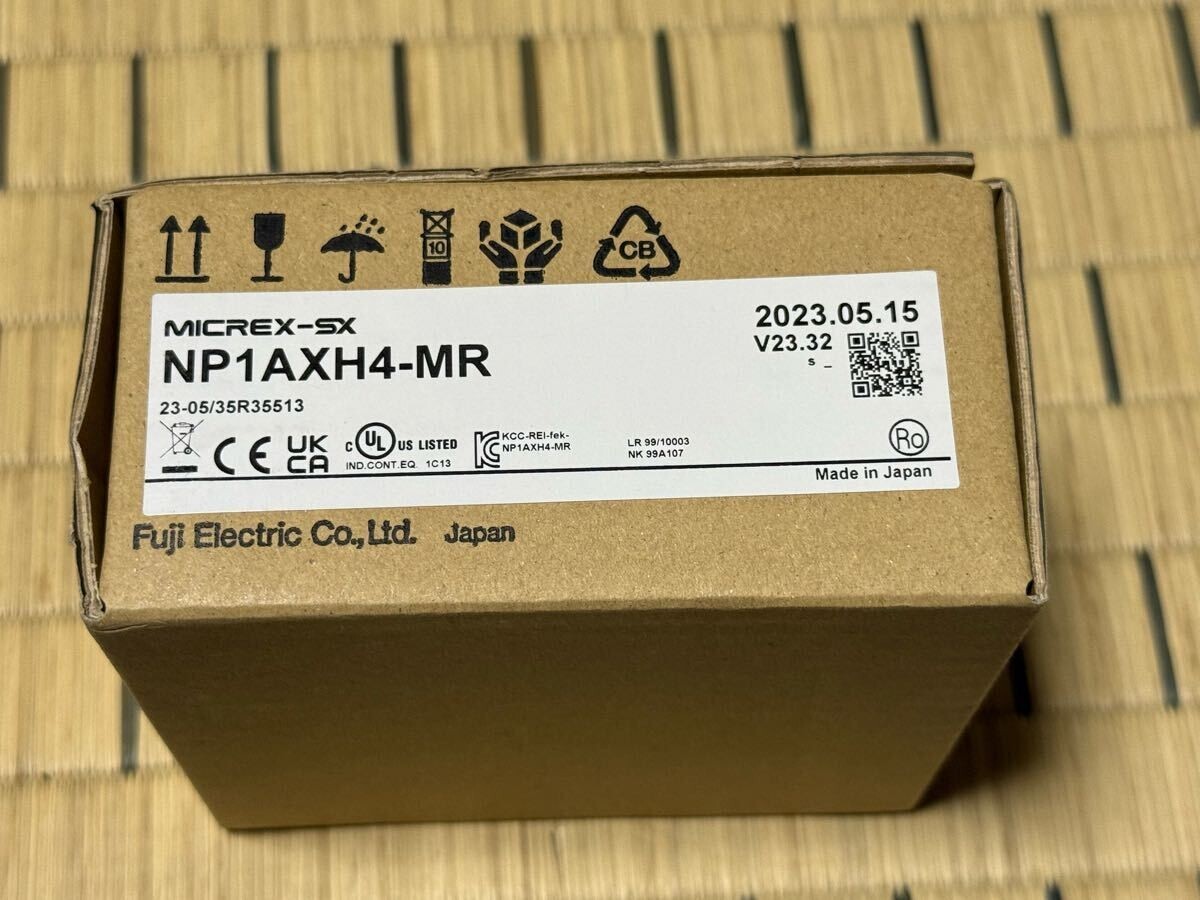 10
CB
MICREX-SX
NP1AXH4-MR
23-05/35R35513
2023.05.15
V23.32
s _
CE
UK
CA
c UL US LISTED
IND.CONT.EQ. 1C13
KCC-REI-fek-
NP1AXH4-MR
LR 99/10003
NK 99A107
Ro
Made in Japan
Fuji Electric Co.,Ltd. Japan